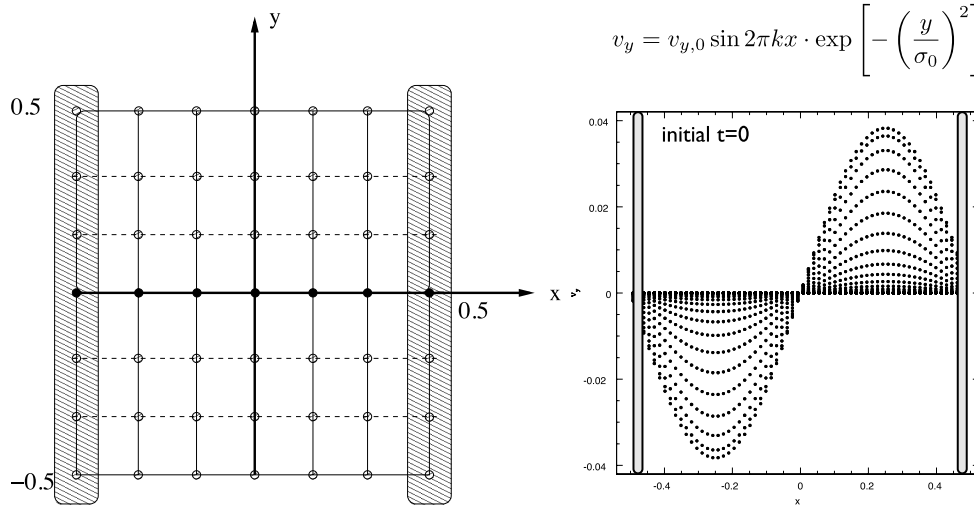 y
0.5
x
0.5
−0.5
v_y = v_{y,0} sin 2πkx · exp [ − ( y / σ_0 )^2 ]
initial t=0
0.04
0.02
0
-0.02
-0.04
v_y
-0.4 -0.2 0 0.2 0.4
x